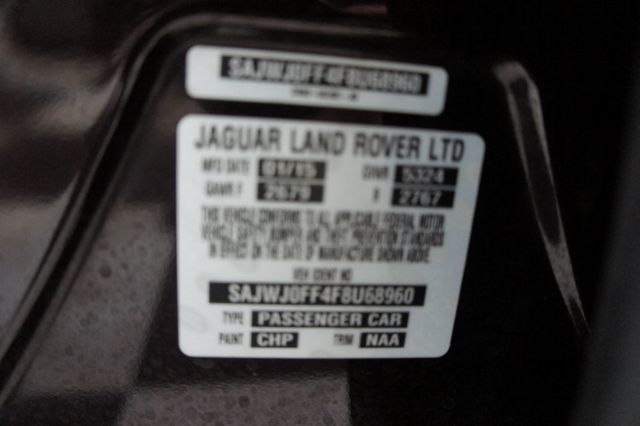 SAJWJ0FF4F8U68960
JAGUAR LAND ROVER LTD
MFD DATE 01/15 GVWR 5324
GAWR F 2679 R 2767
THIS VEHICLE CONFORMS TO ALL APPLICABLE FEDERAL MOTOR
VEHICLE SAFETY BUMPER AND THEFT PREVENTION STANDARDS
IN EFFECT ON THE DATE OF MANUFACTURE SHOWN ABOVE.
VEH IDENT NO
SAJWJ0FF4F8U68960
TYPE PASSENGER CAR
PAINT CHP TRIM NAA